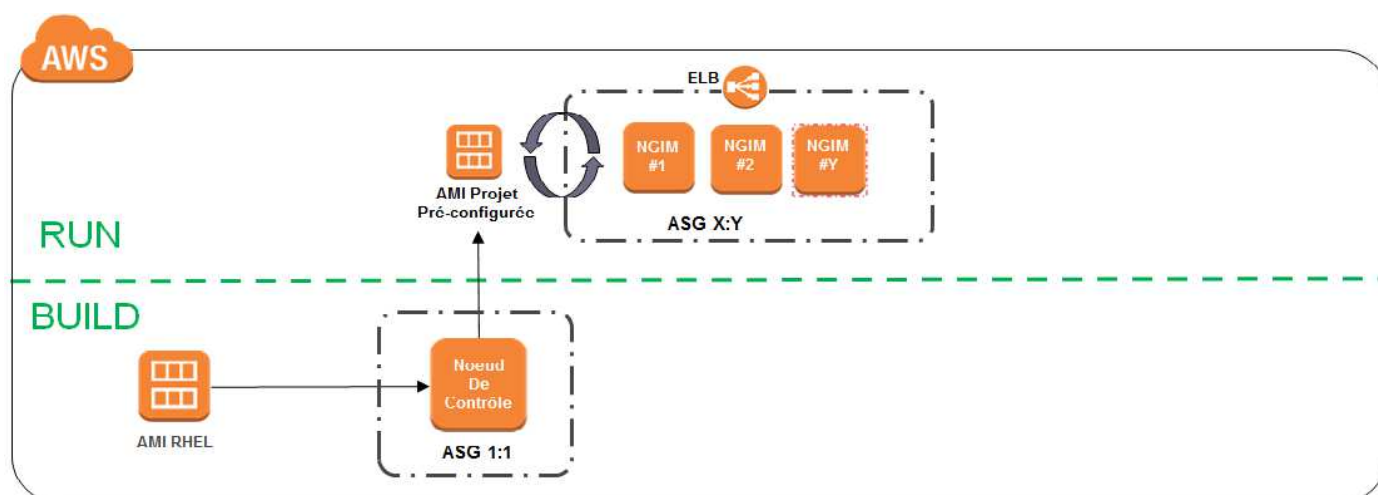 AWS
ELB
NGIM
#1
NGIM
#2
NGIM
#Y
AMI Projet
Pré-configurée
ASG X:Y
RUN
BUILD
Noeud
De
Contrôle
AMI RHEL
ASG 1:1